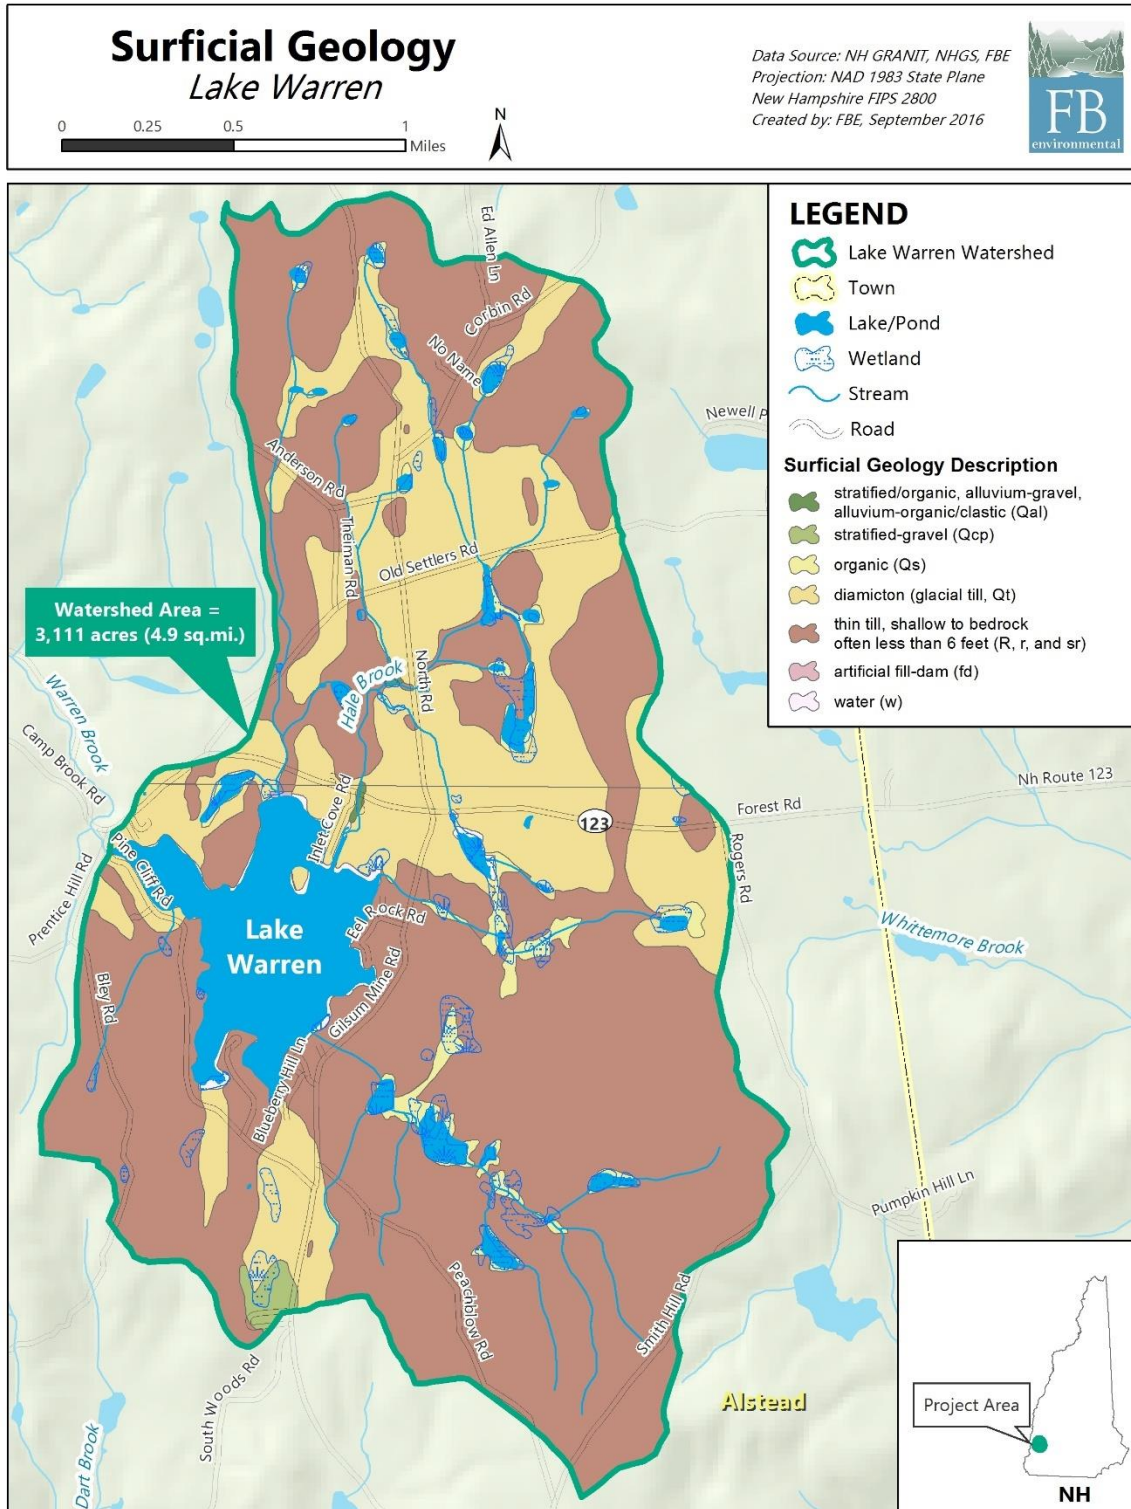 Surficial Geology
Lake Warren
0 0.25 0.5 1
Miles
N
Data Source: NH GRANIT, NHGS, FBE
Projection: NAD 1983 State Plane
New Hampshire FIPS 2800
Created by: FBE, September 2016
FB
environmental
LEGEND
Lake Warren Watershed
Town
Lake/Pond
Wetland
Stream
Road
Surficial Geology Description
stratified/organic, alluvium-gravel,
alluvium-organic/clastic (Qal)
stratified-gravel (Qcp)
organic (Qs)
diamicton (glacial till, Qt)
thin till, shallow to bedrock
often less than 6 feet (R, r, and sr)
artificial fill-dam (fd)
water (w)
Ed Allen Ln
Corbin Rd
No Name
Newell P
Anderson Rd
Theiman Rd
Old Settlers Rd
Watershed Area =
3,111 acres (4.9 sq.mi.)
North Rd
Hale Brook
Warren Brook
Camp Brook Rd
Nh Route 123
Forest Rd
123
Inlet Cove Rd
Pine Cliff Rd
Prentice Hill Rd
Rogers Rd
Eel Rock Rd
Lake
Warren
Whittemore Brook
Gilsum Mine Rd
Bley Rd
Blueberry Hill Ln
Pumpkin Hill Ln
Peachblow Rd
Smith Hill Rd
South Woods Rd
Alstead
Dart Brook
Project Area
NH